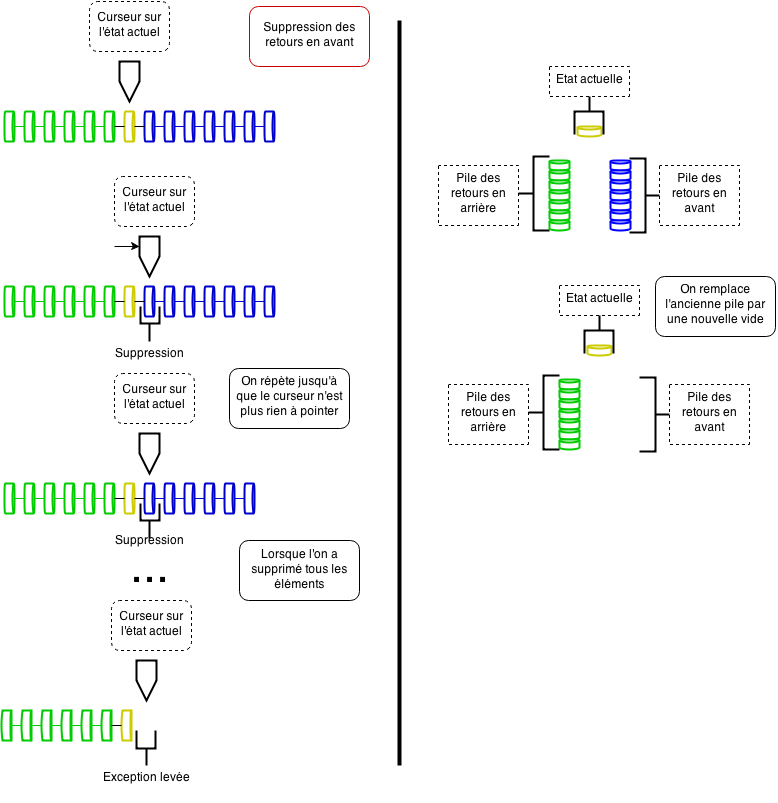 Curseur sur
l'état actuel
Suppression des
retours en avant
Curseur sur
l'état actuel
Suppression
Curseur sur
l'état actuel
On répète jusqu'à
que le curseur n'est
plus rien à pointer
Suppression
Lorsque l'on a
supprimé tous les
éléments
...
Curseur sur
l'état actuel
Exception levée
Etat actuelle
Pile des
retours en
arrière
Pile des
retours en
avant
Etat actuelle
On remplace
l'ancienne pile par
une nouvelle vide
Pile des
retours en
arrière
Pile des
retours en
avant